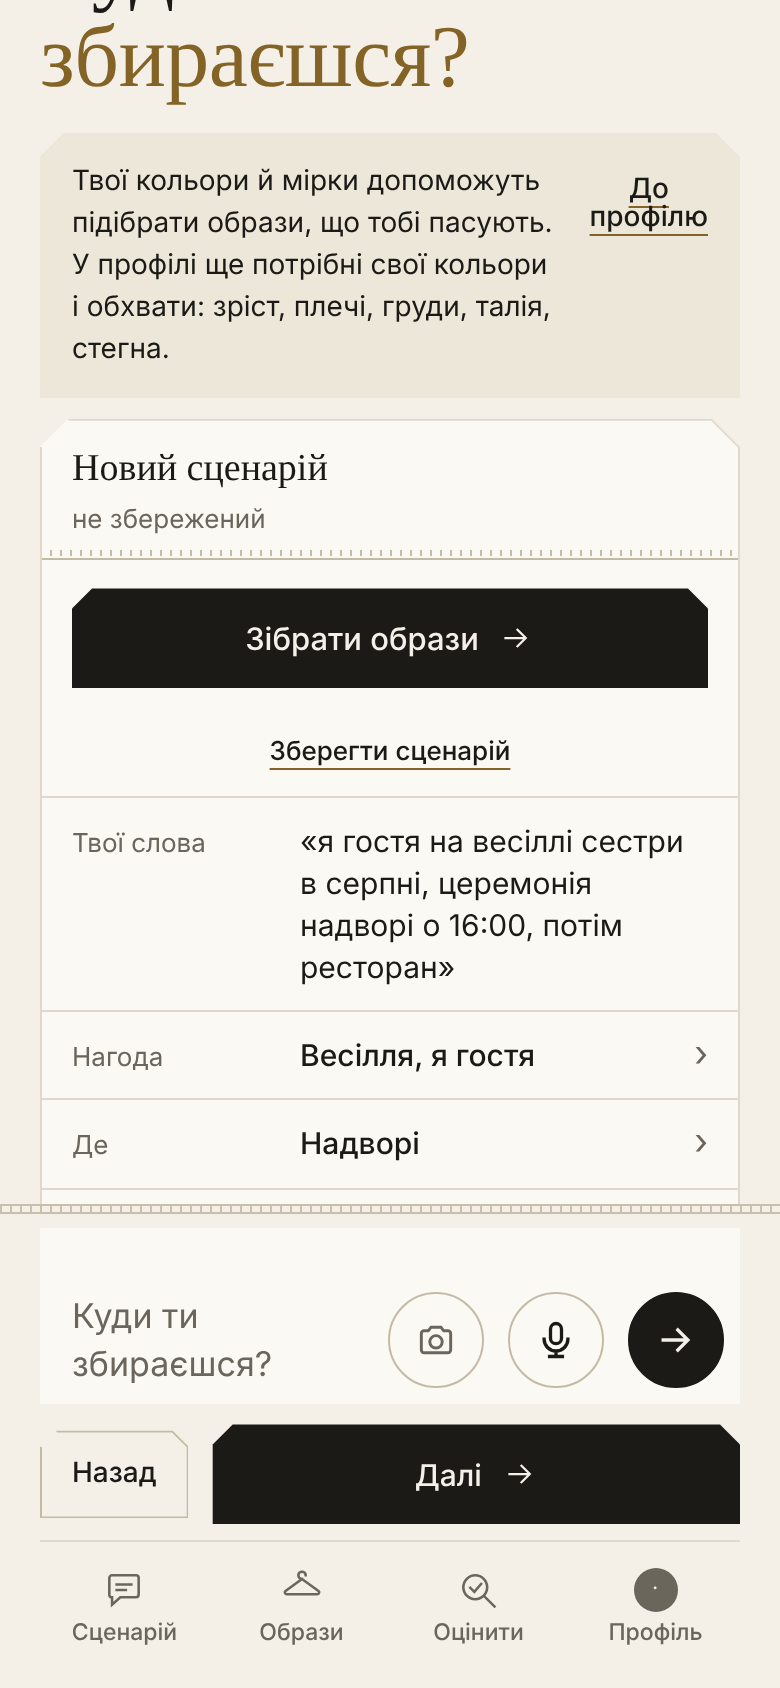 збираєшся?
Твої кольори й мірки допоможуть
підібрати образи, що тобі пасують.
У профілі ще потрібні свої кольори
і обхвати: зріст, плечі, груди, талія,
стегна.
До
профілю
Новий сценарій
не збережений
Зібрати образи →
Зберегти сценарій
Твої слова
«я гостя на весіллі сестри
в серпні, церемонія
надворі о 16:00, потім
ресторан»
Нагода
Весілля, я гостя
Де
Надворі
Куди ти
збираєшся?
Назад
Далі →
Сценарій
Образи
Оцінити
Профіль